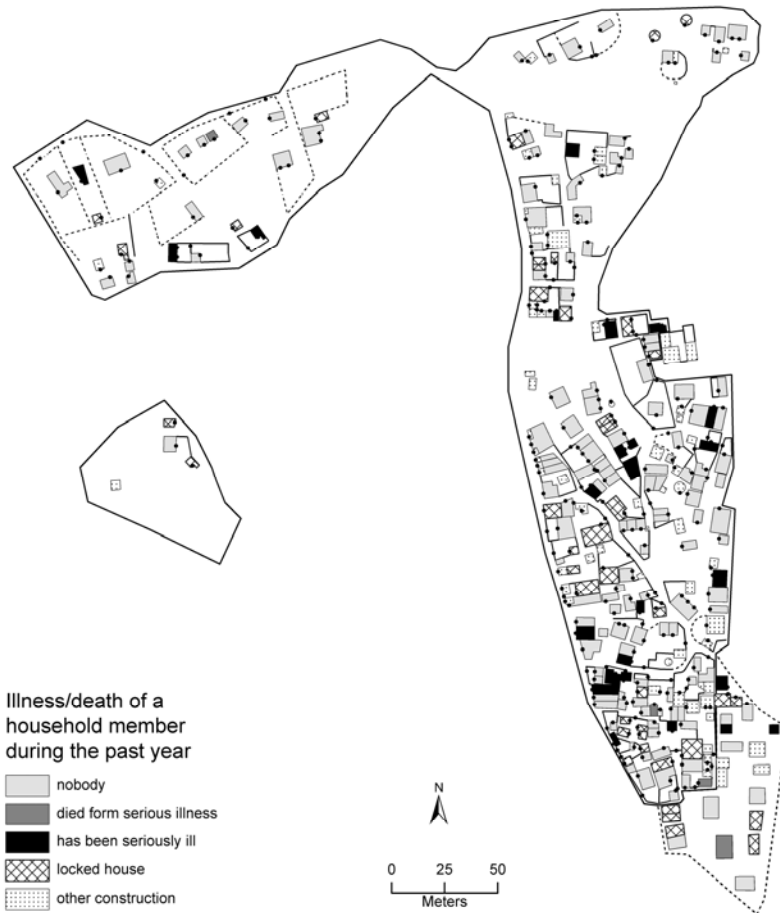 Illness/death of a
household member
during the past year
nobody
died form serious illness
has been seriously ill
locked house
other construction
N
0 25 50
Meters